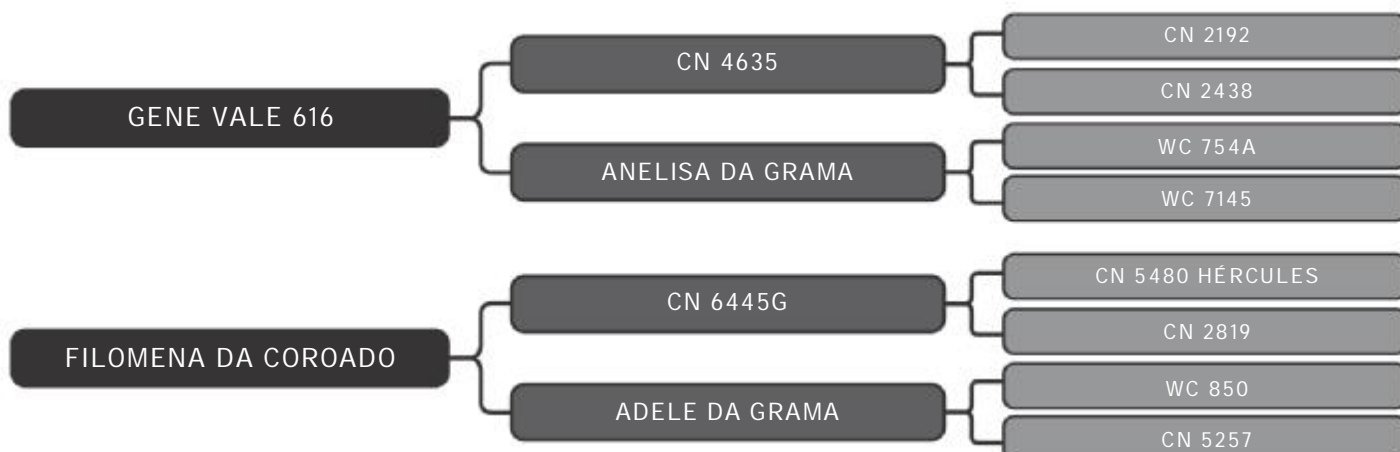 GENE VALE 616
CN 4635
CN 2192
CN 2438
ANELISA DA GRAMA
WC 754A
WC 7145
FILOMENA DA COROADO
CN 6445G
CN 5480 HÉRCULES
CN 2819
ADELE DA GRAMA
WC 850
CN 5257